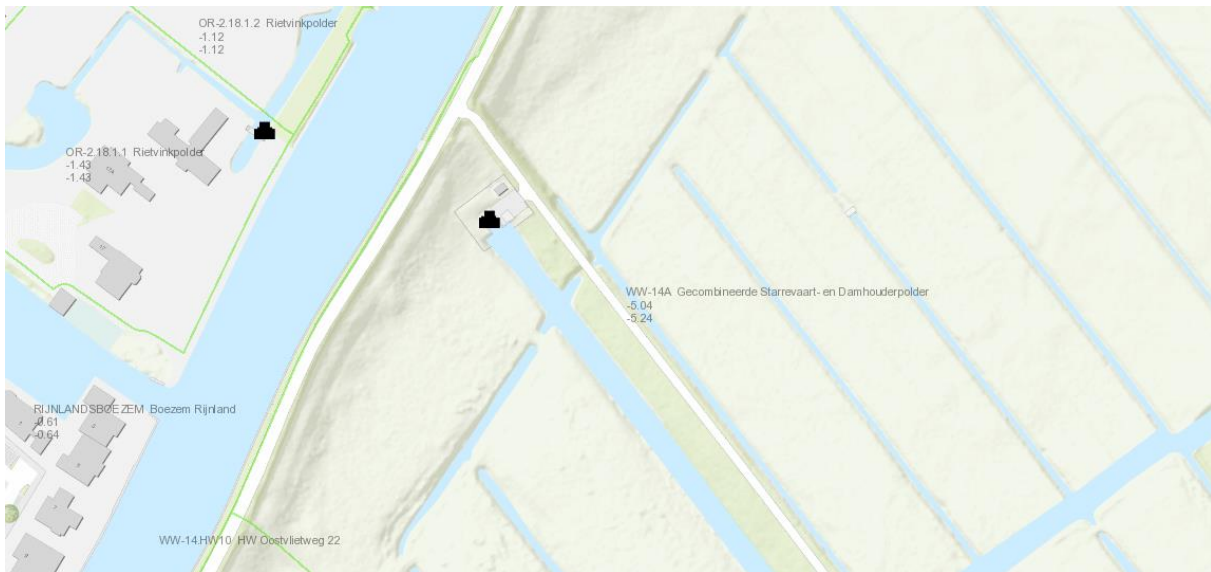 OR-2.18.1.2 Rietvinkpolder
-1.12
-1.12
OR-2.18.1.1 Rietvinkpolder
-1.43
-1.43
WW-14A Gecombineerde Starrevaart- en Damhouderpolder
-5.04
-5.24
RIJNLANDSBOEZEM Boezem Rijnland
-0.61
-0.64
WW-14.HW10 HW Oostvlietweg 22